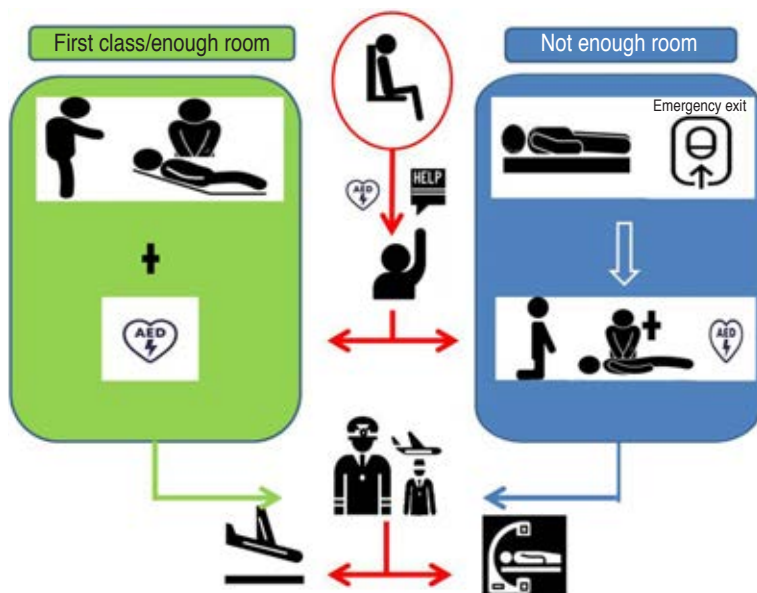 First class/enough room
Not enough room
Emergency exit
AED
HELP
AED
AED